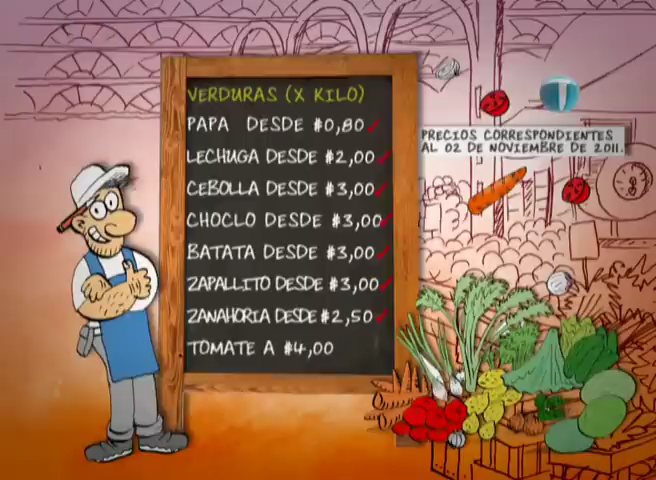 VERDURAS (X KILO)
PAPA DESDE $0,80
LECHUGA DESDE $2,00
CEBOLLA DESDE $3,00
CHOCLO DESDE $3,00
BATATA DESDE $3,00
ZAPALLITO DESDE $3,00
ZANAHORIA DESDE $2,50
TOMATE A $4,00
T
PRECIOS CORRESPONDIENTES
AL 02 DE NOVIEMBRE DE 2011.